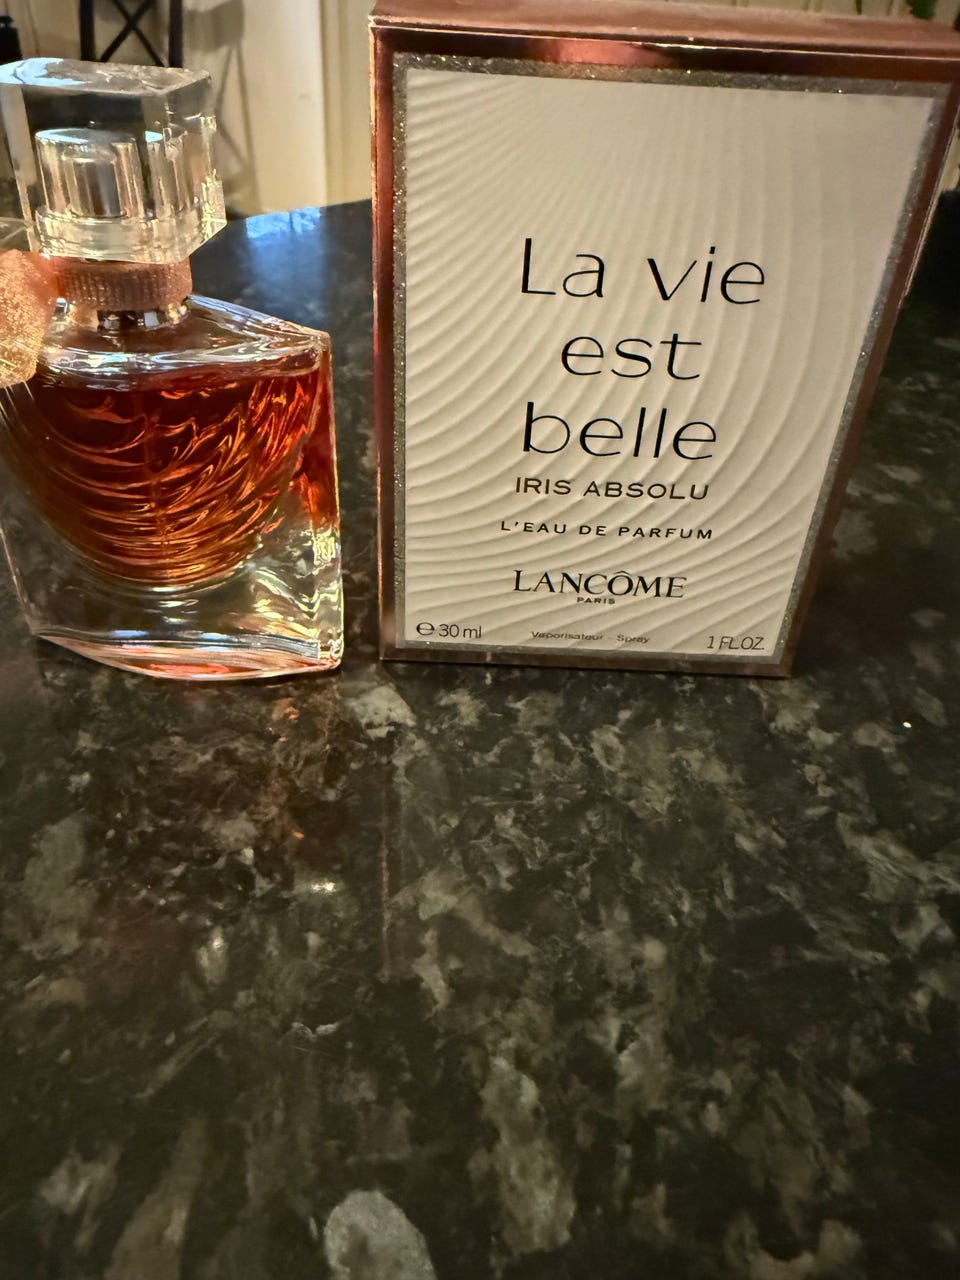 La vie
est
belle
IRIS ABSOLU
L'EAU DE PARFUM
LANCÔME
PARIS
℮ 30 ml Vaporisateur - Spray 1 FL.OZ.